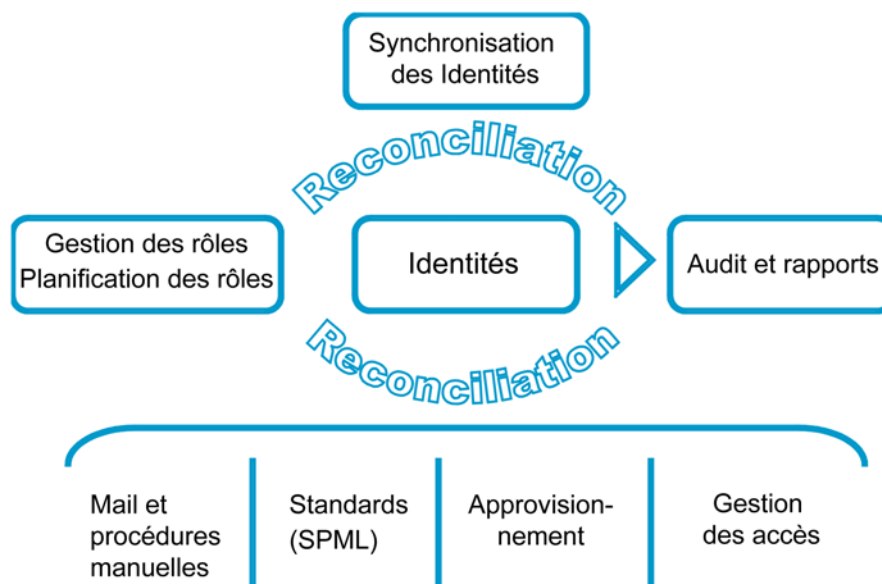 Synchronisation
des Identités
Reconciliation
Gestion des rôles
Planification des rôles
Identités
Audit et rapports
Reconciliation
Mail et
procédures
manuelles
Standards
(SPML)
Approvision-
nement
Gestion
des accès